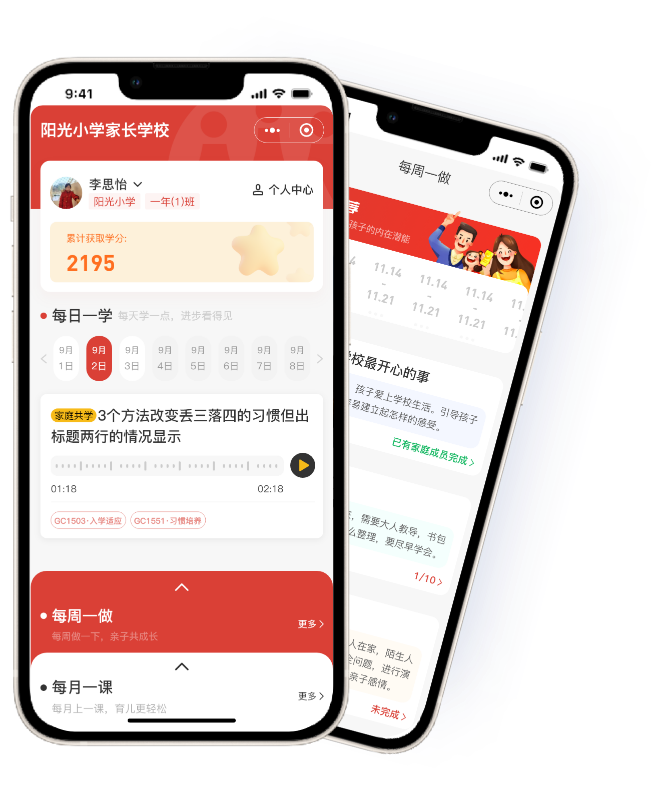 9:41
阳光小学家长学校
李思怡
个人中心
阳光小学 一年(1)班
累计获取学分:
2195
每日一学 每天学一点，进步看得见
9月 9月 9月 9月 9月 9月 9月 9月
1日 2日 3日 4日 5日 6日 7日 8日
家庭共学 3个方法改变丢三落四的习惯但出
标题两行的情况显示
01:18 02:18
GC1503·入学适应 GC1551·习惯培养
每周一做
每周做一下，亲子共成长
更多
每月一课
每月上一课，育儿更轻松
更多
每周一做
孩子的内在潜能
11.14 11.14 11.14 11.
- - -
11.21 11.21 11.21 11.
校最开心的事
孩子爱上学校生活。引导孩子
易建立起怎样的感受。
已有家庭成员完成
，需要大人教导，书包
么整理，要尽早学会。
1/10
人在家，陌生人
全问题，进行演
亲子感情。
未完成